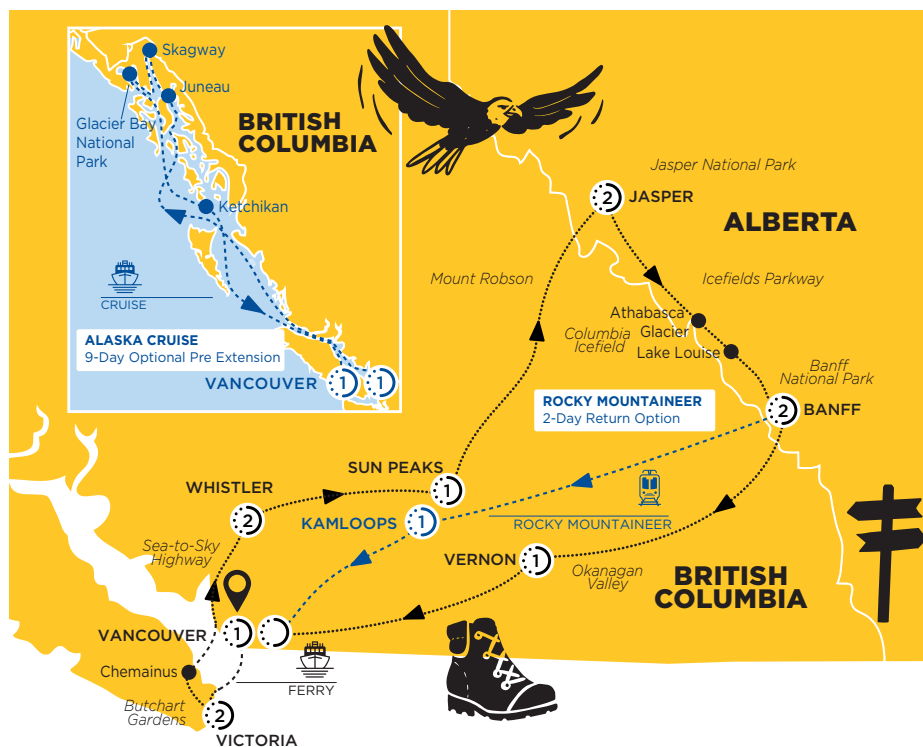 Skagway
Juneau
Glacier Bay
National
Park
BRITISH
COLUMBIA
Ketchikan
CRUISE
ALASKA CRUISE
9-Day Optional Pre Extension
VANCOUVER
1
1
Jasper National Park
2
JASPER
ALBERTA
Mount Robson
Icefields Parkway
Athabasca
Glacier
Columbia
Icefield
Lake Louise
Banff
National Park
ROCKY MOUNTAINEER
2-Day Return Option
2
BANFF
SUN PEAKS
1
WHISTLER
2
KAMLOOPS
1
ROCKY MOUNTAINEER
Sea-to-Sky
Highway
VERNON
1
Okanagan
Valley
BRITISH
COLUMBIA
VANCOUVER
1
Chemainus
FERRY
Butchart
Gardens
2
VICTORIA